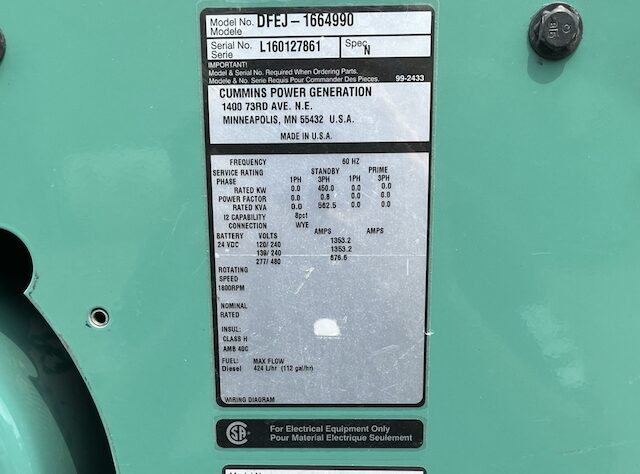 Model No. DFEJ-1664990
Modele
Serial No. L160127861 Spec N
Serie
IMPORTANT!
Model & Serial No. Required When Ordering Parts.
Modele & No. Serie Requis Pour Commander Des Pieces. 99-2433
CUMMINS POWER GENERATION
1400 73RD AVE. N.E.
MINNEAPOLIS, MN 55432 U.S.A.
MADE IN U.S.A.
FREQUENCY 60 HZ
SERVICE RATING STANDBY PRIME
PHASE 1PH 3PH 1PH 3PH
RATED KW 0.0 450.0 0.0 0.0
POWER FACTOR 0.0 0.8 0.0 0.0
RATED KVA 0.0 562.5 0.0 0.0
I2 CAPABILITY 8pct
CONNECTION WYE
BATTERY VOLTS AMPS AMPS
24 VDC 120/ 240 1353.2
139/ 240 1353.2
277/ 480 676.6
ROTATING
SPEED
1800RPM
NOMINAL
RATED
INSUL:
CLASS H
AMB 40C
FUEL: MAX FLOW
Diesel 424 L/hr (112 gal/hr)
WIRING DIAGRAM
For Electrical Equipment Only
Pour Material Electrique Seulement